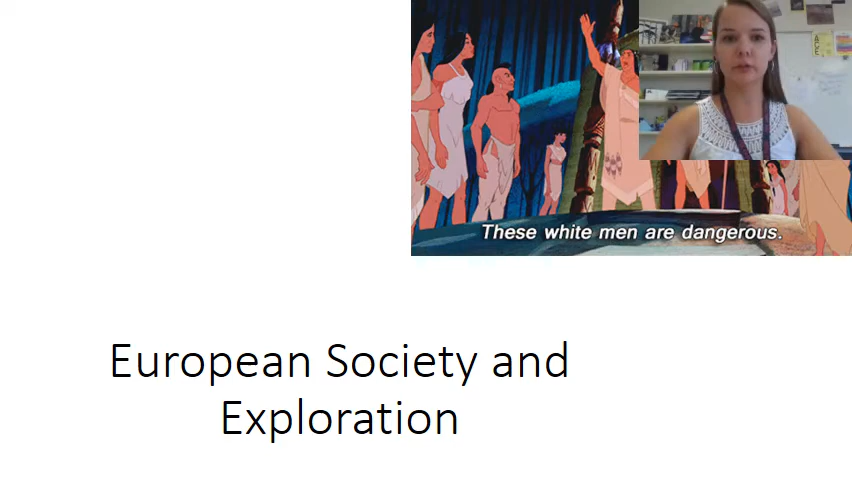 These white men are dangerous.
European Society and
Exploration